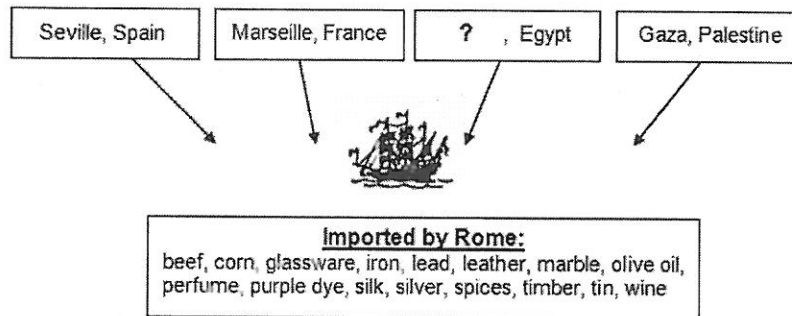 Seville, Spain
Marseille, France
? , Egypt
Gaza, Palestine
Imported by Rome:
beef, corn, glassware, iron, lead, leather, marble, olive oil,
perfume, purple dye, silk, silver, spices, timber, tin, wine